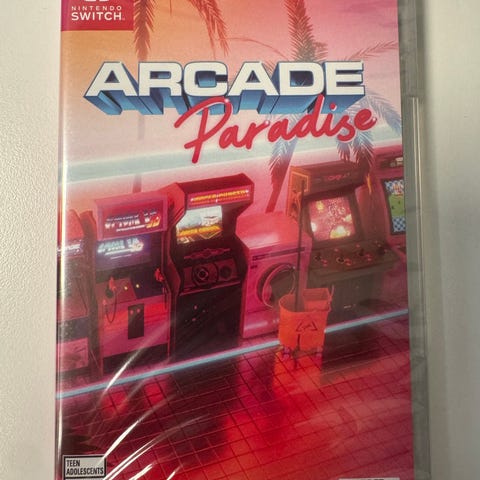 NINTENDO
SWITCH
ARCADE
Paradise
TEEN
ADOLESCENTS